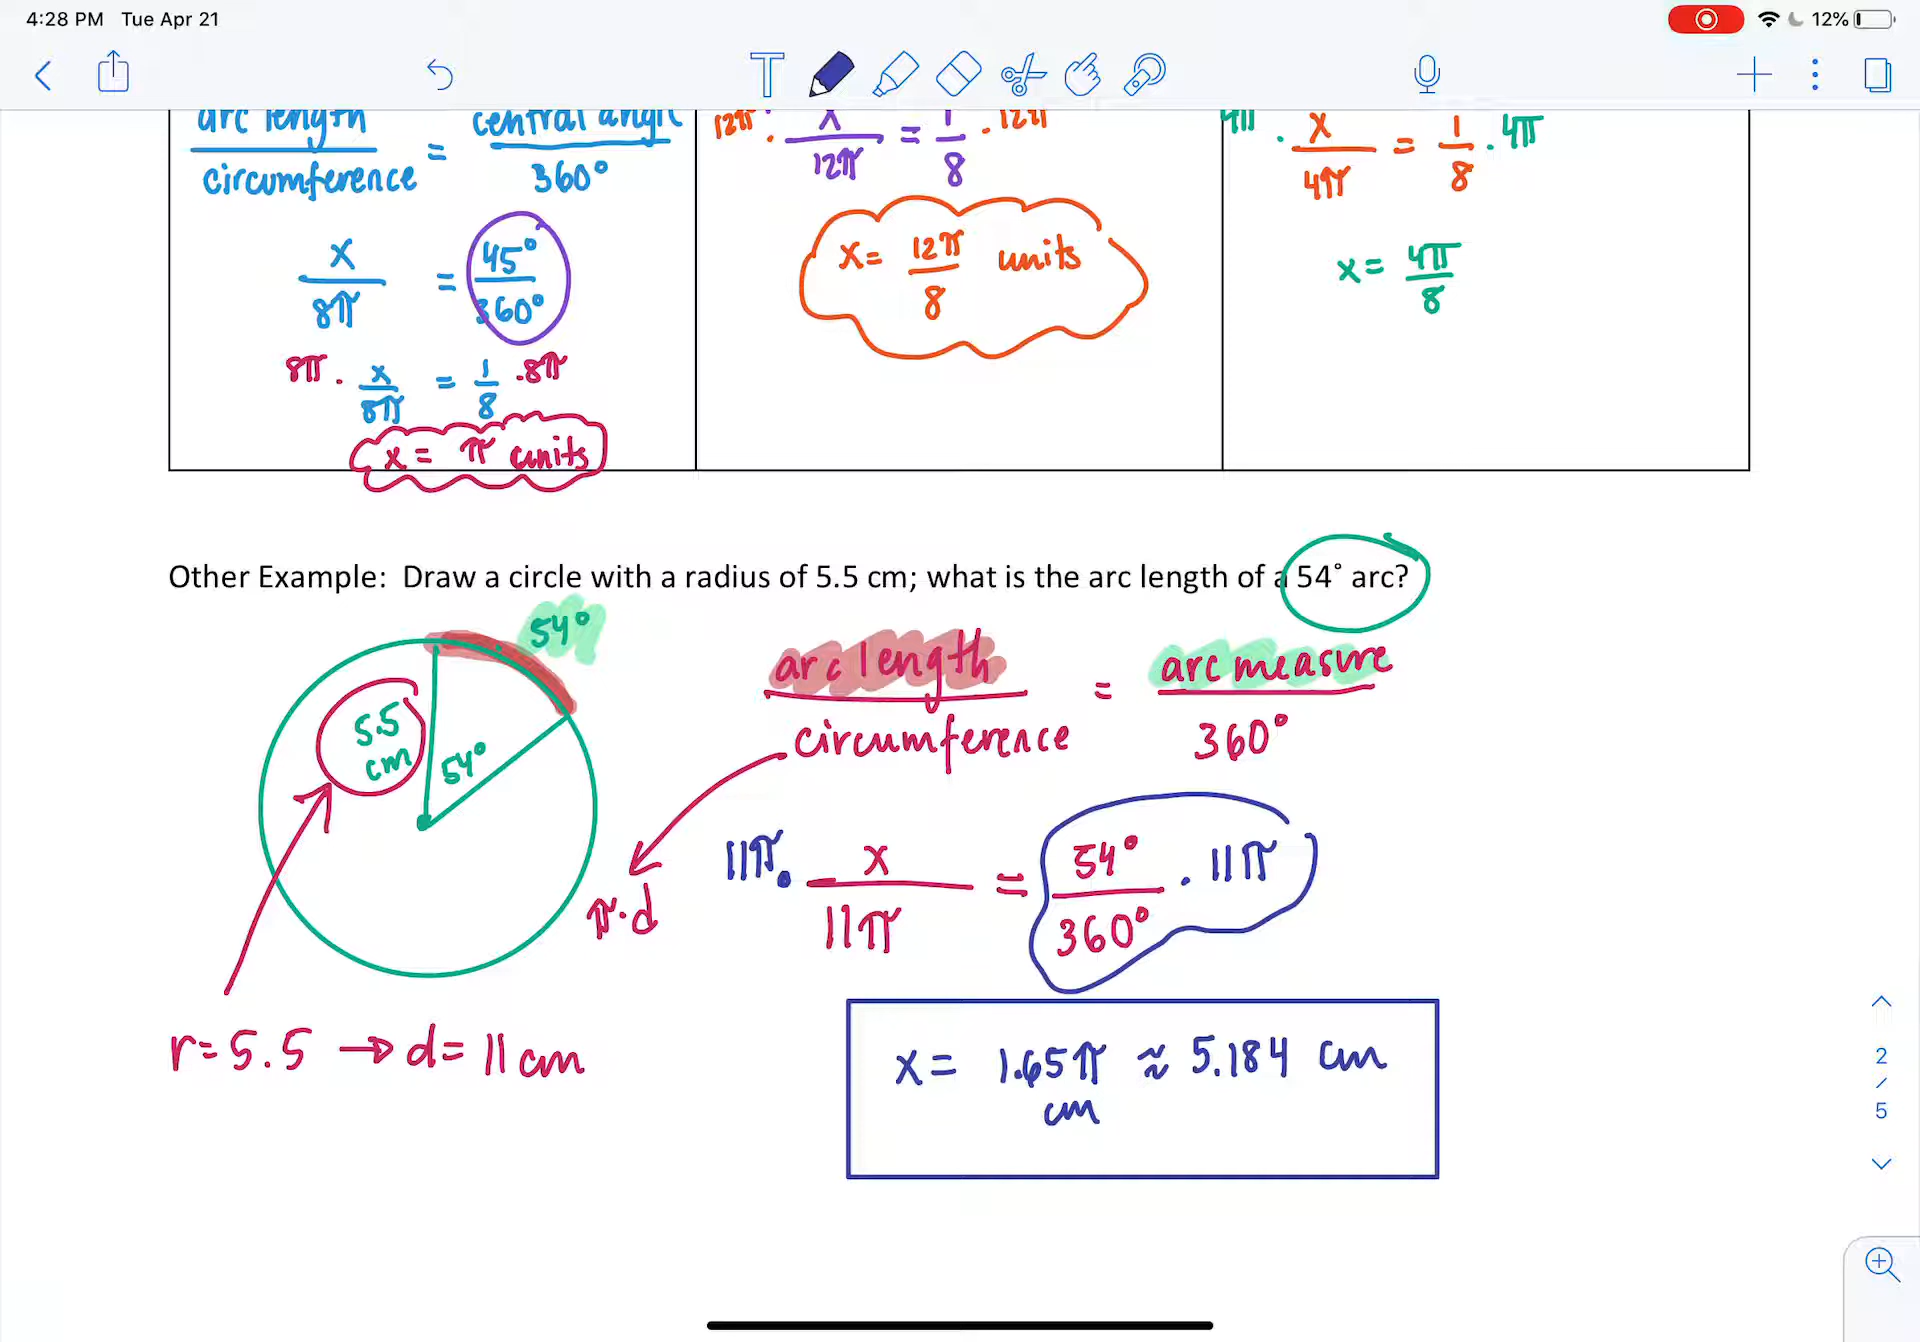 4:28 PM Tue Apr 21
12%
arc length / circumference = central angle / 360°
x / 8π = 45° / 360°
8π · x / 8π = 1 / 8 · 8π
x = π units
12π · x / 12π = 1 / 8 · 12π
x = 12π / 8 units
4π · x / 4π = 1 / 8 · 4π
x = 4π / 8
Other Example: Draw a circle with a radius of 5.5 cm; what is the arc length of a 54° arc?
54°
5.5
cm
54°
r = 5.5 → d = 11 cm
arc length / circumference = arc measure / 360°
π·d
11π · x / 11π = 54° / 360° · 11π
x = 1.65π ≈ 5.184 cm
cm
2
/
5